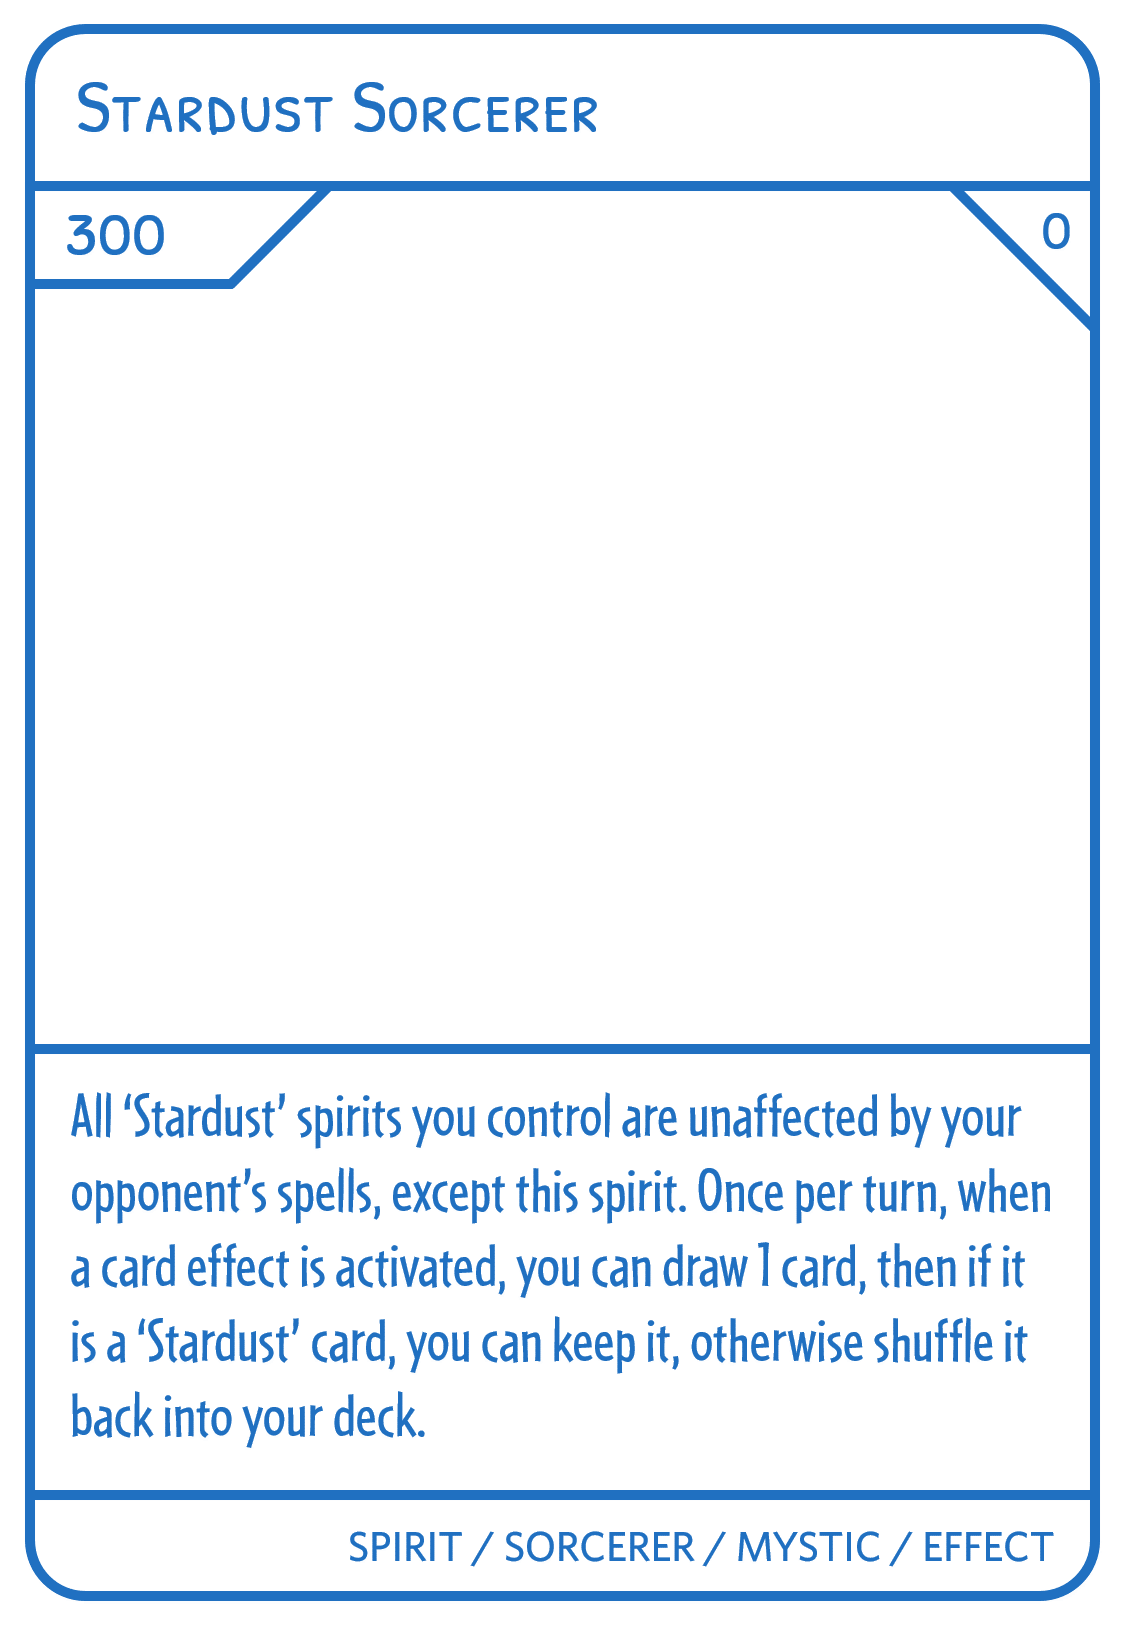 Stardust Sorcerer
300
0
All ‘Stardust’ spirits you control are unaffected by your
opponent’s spells, except this spirit. Once per turn, when
a card effect is activated, you can draw 1 card, then if it
is a ‘Stardust’ card, you can keep it, otherwise shuffle it
back into your deck.
SPIRIT / SORCERER / MYSTIC / EFFECT